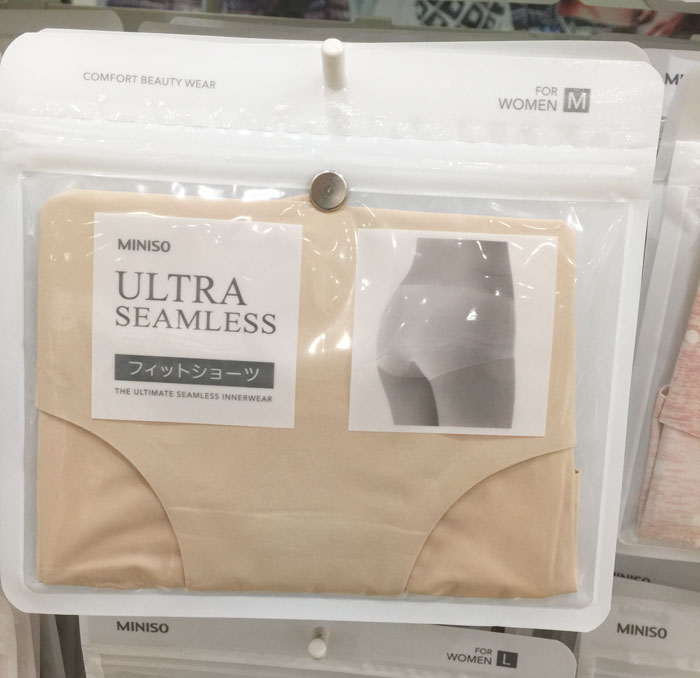 COMFORT BEAUTY WEAR
FOR
WOMEN M
MINISO
ULTRA
SEAMLESS
フィットショーツ
THE ULTIMATE SEAMLESS INNERWEAR
MINISO
FOR
WOMEN L
MINISO